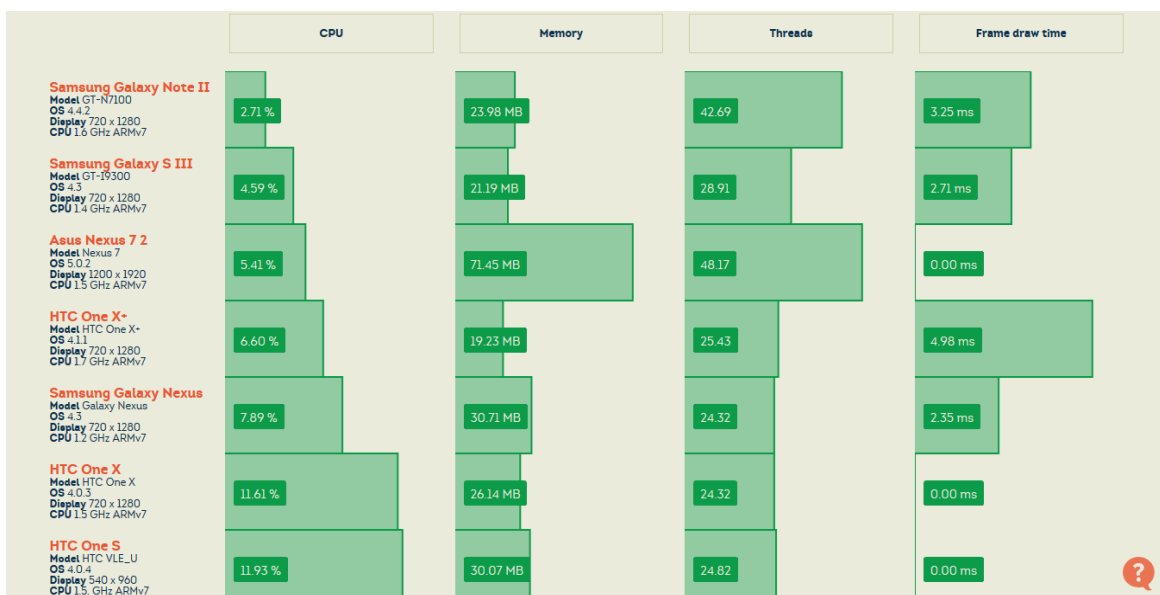 CPU Memory Threads Frame draw time
Samsung Galaxy Note II
Model GT-N7100
OS 4.4.2
Display 720 x 1280
CPU 1.6 GHz ARMv7
2.71 % 23.98 MB 42.69 3.25 ms
Samsung Galaxy S III
Model GT-I9300
OS 4.3
Display 720 x 1280
CPU 1.4 GHz ARMv7
4.59 % 21.19 MB 28.91 2.71 ms
Asus Nexus 7 2
Model Nexus 7
OS 5.0.2
Display 1200 x 1920
CPU 1.5 GHz ARMv7
5.41 % 71.45 MB 48.17 0.00 ms
HTC One X+
Model HTC One X+
OS 4.1.1
Display 720 x 1280
CPU 1.7 GHz ARMv7
6.60 % 19.23 MB 25.43 4.98 ms
Samsung Galaxy Nexus
Model Galaxy Nexus
OS 4.3
Display 720 x 1280
CPU 1.2 GHz ARMv7
7.89 % 30.71 MB 24.32 2.35 ms
HTC One X
Model HTC One X
OS 4.0.3
Display 720 x 1280
CPU 1.5 GHz ARMv7
11.61 % 26.14 MB 24.32 0.00 ms
HTC One S
Model HTC VLE_U
OS 4.0.4
Display 540 x 960
CPU 1.5. GHz ARMv7
11.93 % 30.07 MB 24.82 0.00 ms
?